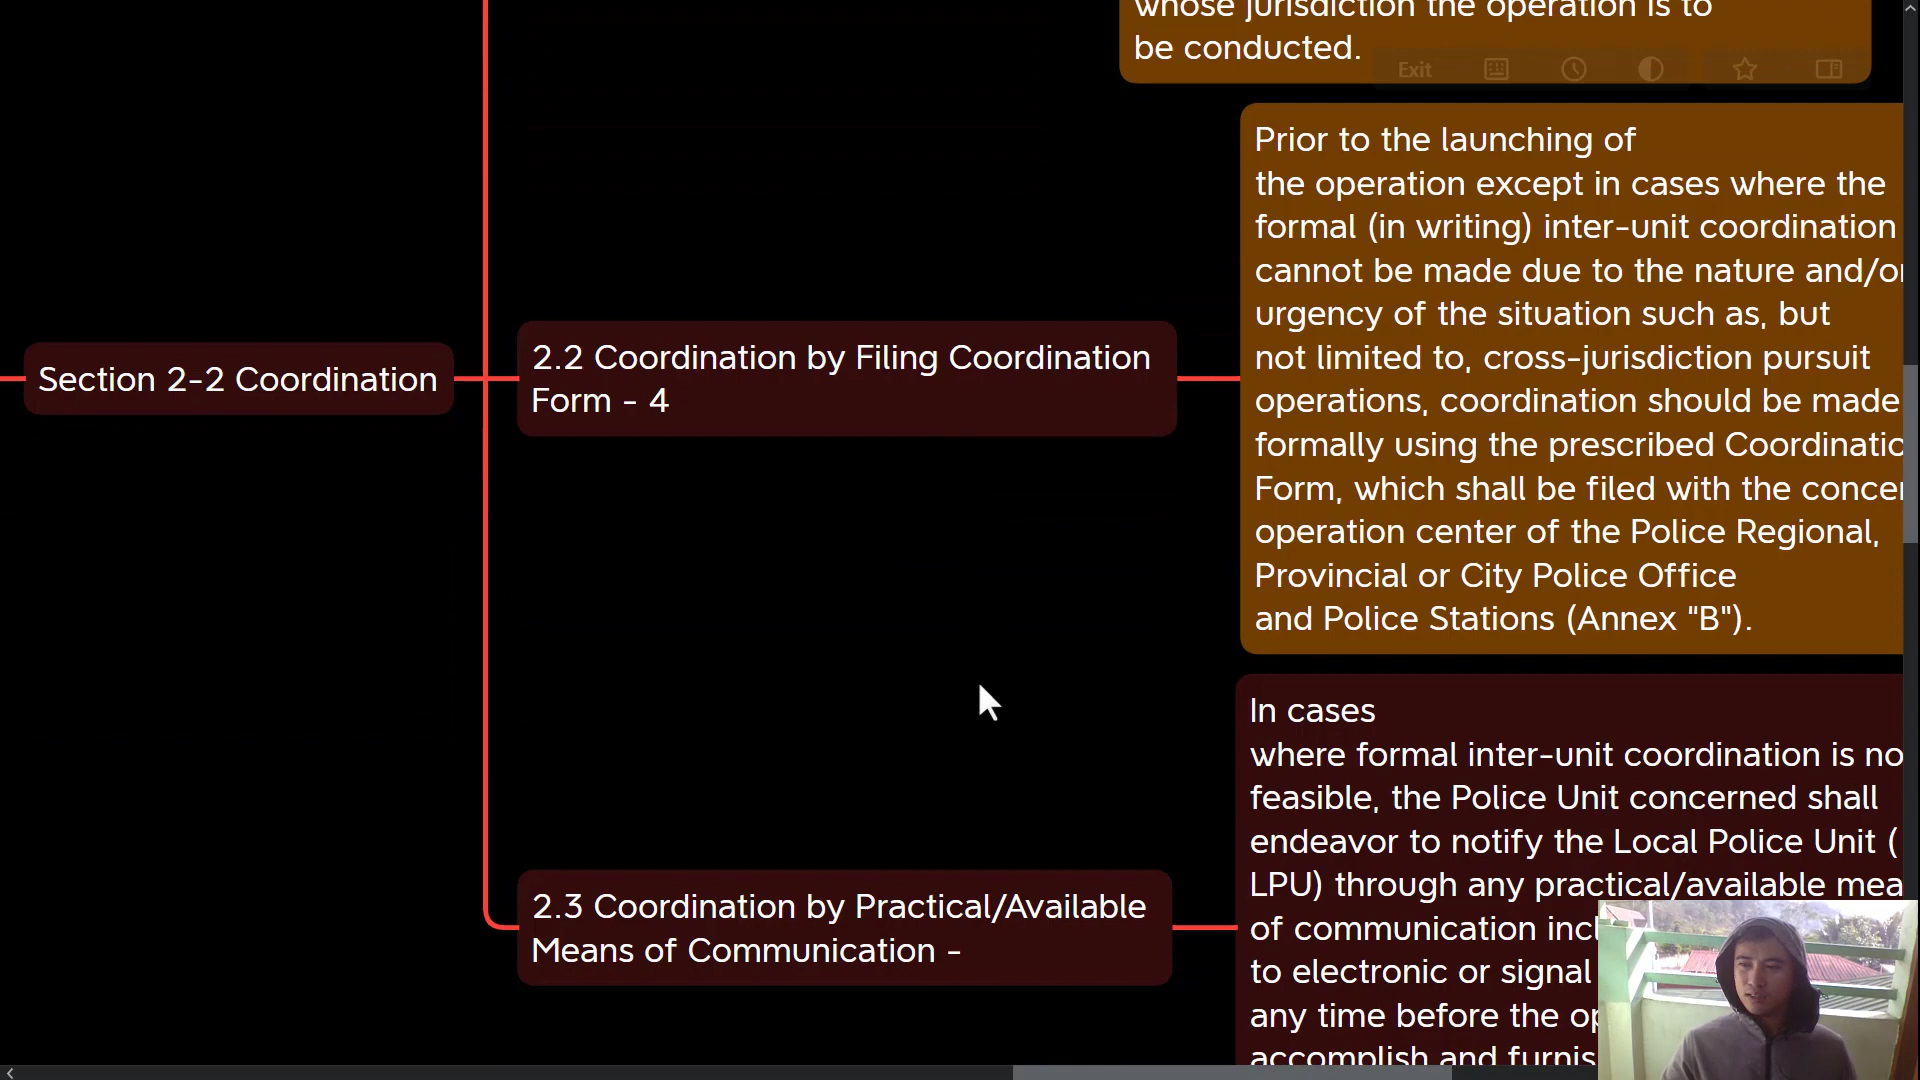 whose jurisdiction the operation is to
be conducted.
Exit
Prior to the launching of
the operation except in cases where the
formal (in writing) inter-unit coordination
cannot be made due to the nature and/or
urgency of the situation such as, but
not limited to, cross-jurisdiction pursuit
operations, coordination should be made
formally using the prescribed
Form, which shall be filed with the
operation center of the Police Regional,
Provincial or City Police Office
and Police Stations (Annex "B").
Section 2-2 Coordination
2.2 Coordination by Filing Coordination
Form - 4
In cases
where formal inter-unit coordination is
feasible, the Police Unit concerned shall
endeavor to notify the Local Police Unit (
LPU) through any practical/available
of communication
to electronic or signal
any time before the
accomplish and
2.3 Coordination by Practical/Available
Means of Communication -